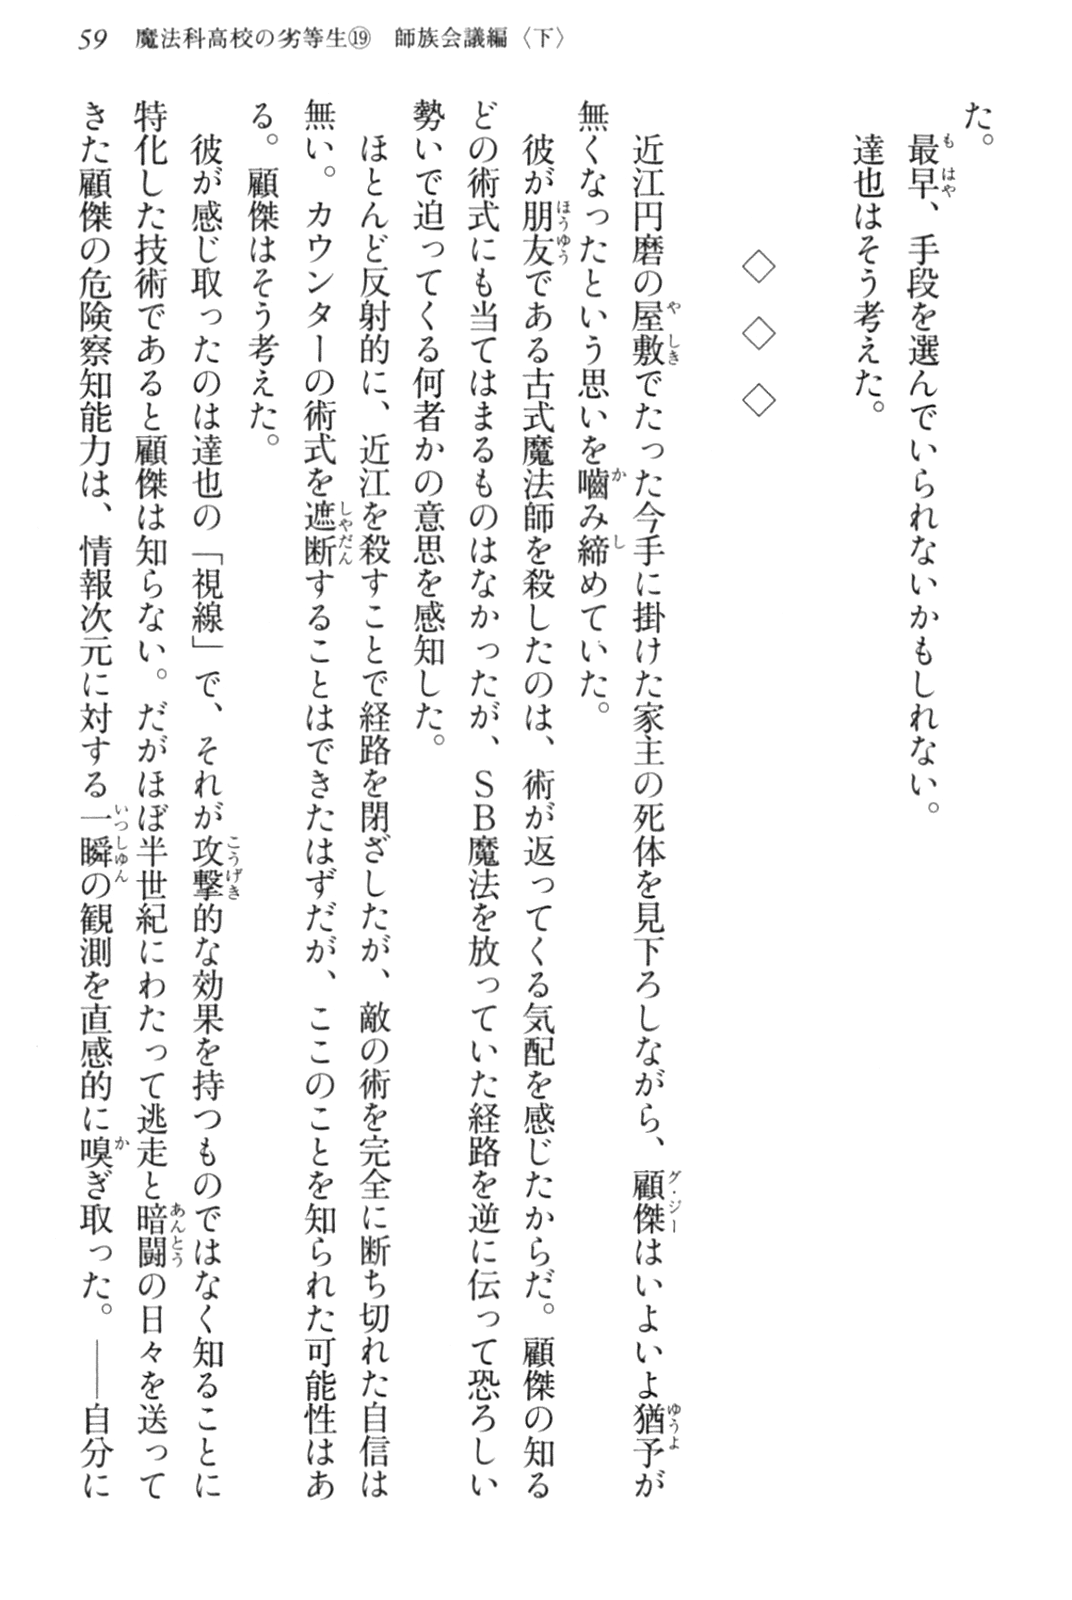 59　魔法科高校の劣等生⑲　師族会議編〈下〉
た。
　最早、手段を選んでいられないかもしれない。
　達也はそう考えた。
◇　◇　◇
　近江円磨の屋敷でたった今手に掛けた家主の死体を見下ろしながら、顧傑はいよいよ猶予が
無くなったという思いを嚙み締めていた。
　彼が朋友である古式魔法師を殺したのは、術が返ってくる気配を感じたからだ。顧傑の知る
どの術式にも当てはまるものはなかったが、ＳＢ魔法を放っていた経路を逆に伝って恐ろしい
勢いで迫ってくる何者かの意思を感知した。
　ほとんど反射的に、近江を殺すことで経路を閉ざしたが、敵の術を完全に断ち切れた自信は
無い。カウンターの術式を遮断することはできたはずだが、ここのことを知られた可能性はあ
る。顧傑はそう考えた。
　彼が感じ取ったのは達也の「視線」で、それが攻撃的な効果を持つものではなく知ることに
特化した技術であると顧傑は知らない。だがほぼ半世紀にわたって逃走と暗闘の日々を送って
きた顧傑の危険察知能力は、情報次元に対する一瞬の観測を直感的に嗅ぎ取った。――自分に